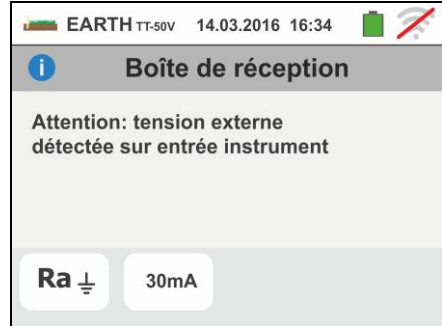 EARTH TT-50V 14.03.2016 16:34
Boîte de réception
Attention: tension externe
détectée sur entrée instrument
Ra 30mA